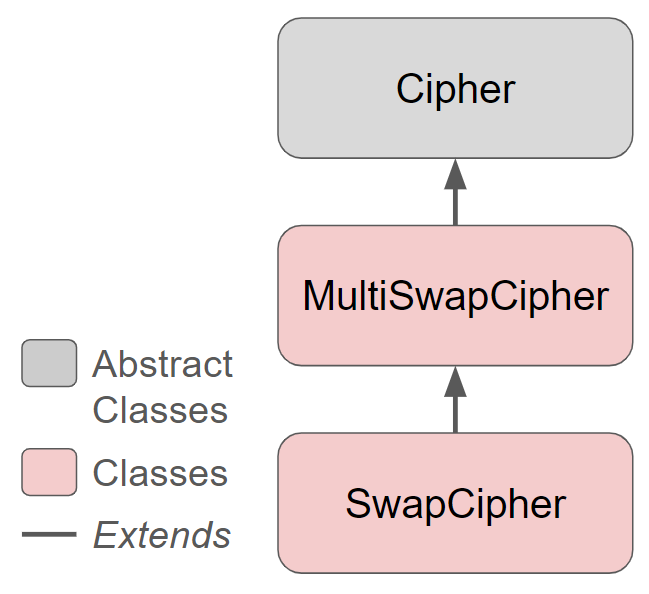 Cipher
MultiSwapCipher
SwapCipher
Abstract
Classes
Classes
Extends